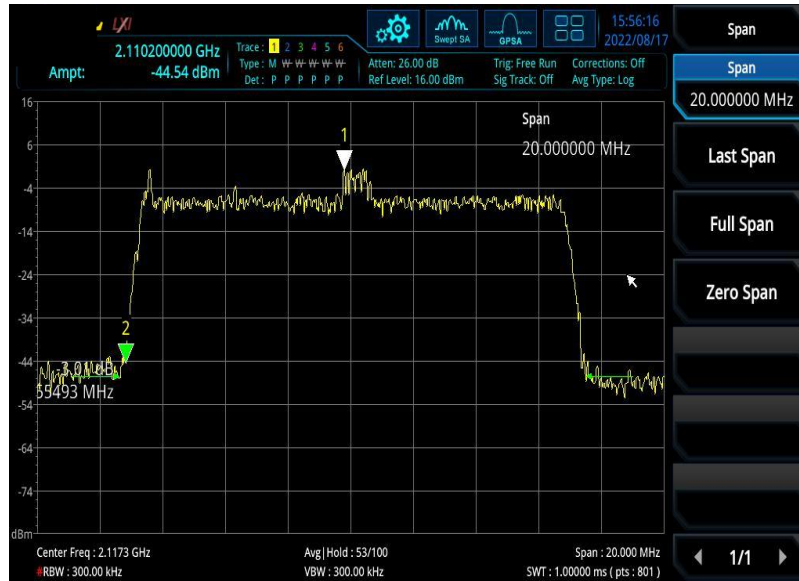 LXI
2.110200000 GHz
Ampt: -44.54 dBm
Trace: 1 2 3 4 5 6
Type: M W W W W W
Det: P P P P P P
Swept SA
GPSA
15:56:16
2022/08/17
Atten: 26.00 dB
Trig: Free Run
Corrections: Off
Ref Level: 16.00 dBm
Sig Track: Off
Avg Type: Log
Span
Span
20.000000 MHz
Last Span
Full Span
Zero Span
1/1
16
6
-4
-14
-24
-34
-44
-54
-64
-74
dBm
Span
20.000000 MHz
1
2
-3.01 dB
55493 MHz
Center Freq : 2.1173 GHz
Avg|Hold : 53/100
Span : 20.000 MHz
#RBW : 300.00 kHz
VBW : 300.00 kHz
SWT : 1.00000 ms ( pts : 801 )